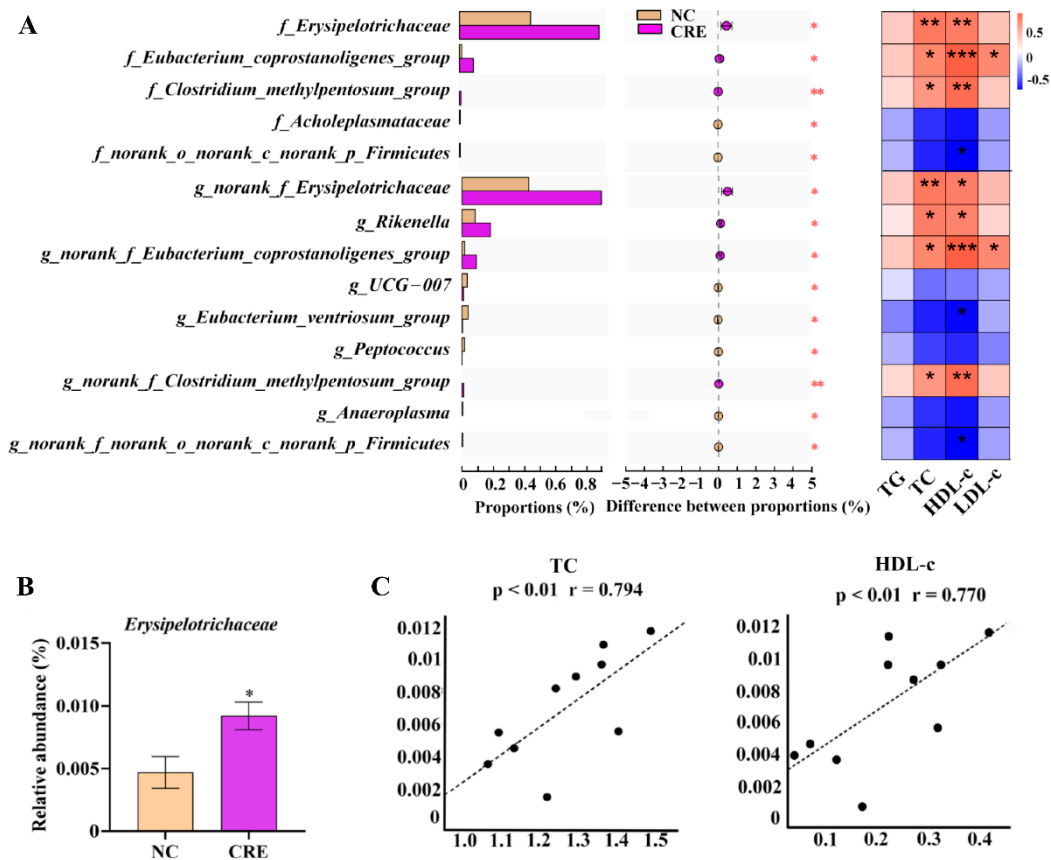 A
NC
CRE
f_Erysipelotrichaceae * ** **
f_Eubacterium_coprostanoligenes_group * * *** *
f_Clostridium_methylpentosum_group ** * **
f_Acholeplasmataceae *
f_norank_o_norank_c_norank_p_Firmicutes * *
g_norank_f_Erysipelotrichaceae * ** *
g_Rikenella * * *
g_norank_f_Eubacterium_coprostanoligenes_group * * *** *
g_UCG−007 *
g_Eubacterium_ventriosum_group * *
g_Peptococcus *
g_norank_f_Clostridium_methylpentosum_group ** * **
g_Anaeroplasma *
g_norank_f_norank_o_norank_c_norank_p_Firmicutes * *
0.5
0
-0.5
0 0.2 0.4 0.6 0.8
Proportions (%)
−5 −4 −3 −2 −1 0 1 2 3 4 5
Difference between proportions (%)
TG TC HDL-c LDL-c
B
Erysipelotrichaceae
Relative abundance (%)
0.015
0.010
0.005
0
*
NC CRE
C
TC
p < 0.01 r = 0.794
0.012
0.01
0.008
0.006
0.004
0.002
0
1.0 1.1 1.2 1.3 1.4 1.5
HDL-c
p < 0.01 r = 0.770
0.012
0.01
0.008
0.006
0.004
0.002
0
0.1 0.2 0.3 0.4